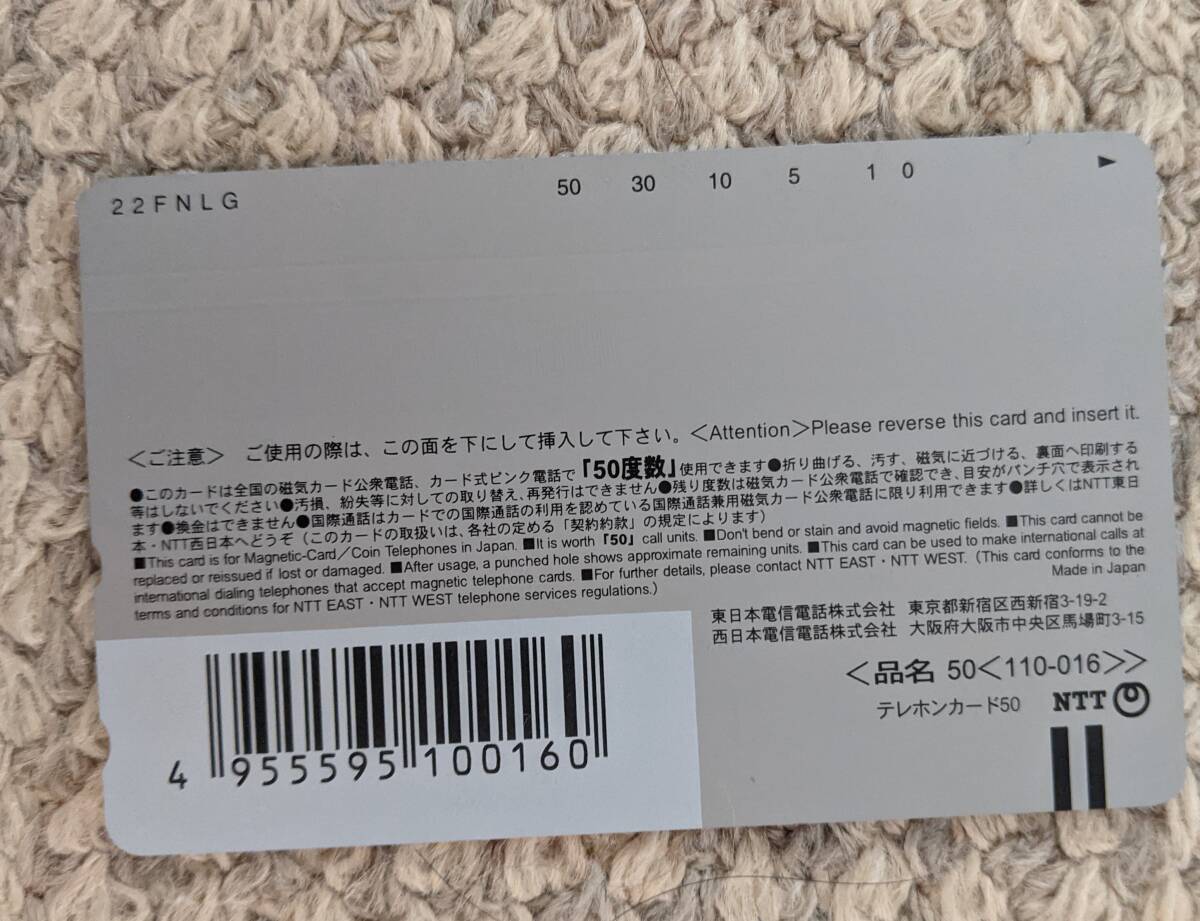 22FNLG
50 30 10 5 1 0
<ご注意> ご使用の際は、この面を下にして挿入して下さい。<Attention>Please reverse this card and insert it.
●このカードは全国の磁気カード公衆電話、カード式ピンク電話で「50度数」使用できます●折り曲げる、汚す、磁気に近づける、裏面へ印刷する
等はしないでください●汚損、紛失等に対しての取り替え、再発行はできません●残り度数は磁気カード公衆電話で確認でき、目安がパンチ穴で表示され
ます●換金はできません●国際通話はカードでの国際通話の利用を認めている国際通話兼用磁気カード公衆電話に限り利用できます●詳しくはNTT東日
本・NTT西日本へどうぞ(このカードの取扱いは、各社の定める「契約約款」の規定によります)
■This card is for Magnetic-Card/Coin Telephones in Japan. ■It is worth「50」call units. ■Don't bend or stain and avoid magnetic fields. ■This card cannot be
replaced or reissued if lost or damaged. ■After usage, a punched hole shows approximate remaining units. ■This card can be used to make international calls at
international dialing telephones that accept magnetic telephone cards. ■For further details, please contact NTT EAST・NTT WEST. (This card conforms to the
terms and conditions for NTT EAST・NTT WEST telephone services regulations.)
Made in Japan
東日本電信電話株式会社 東京都新宿区西新宿3-19-2
西日本電信電話株式会社 大阪府大阪市中央区馬場町3-15
<品名 50<110-016>>
テレホンカード50 NTT
4 955595 100160